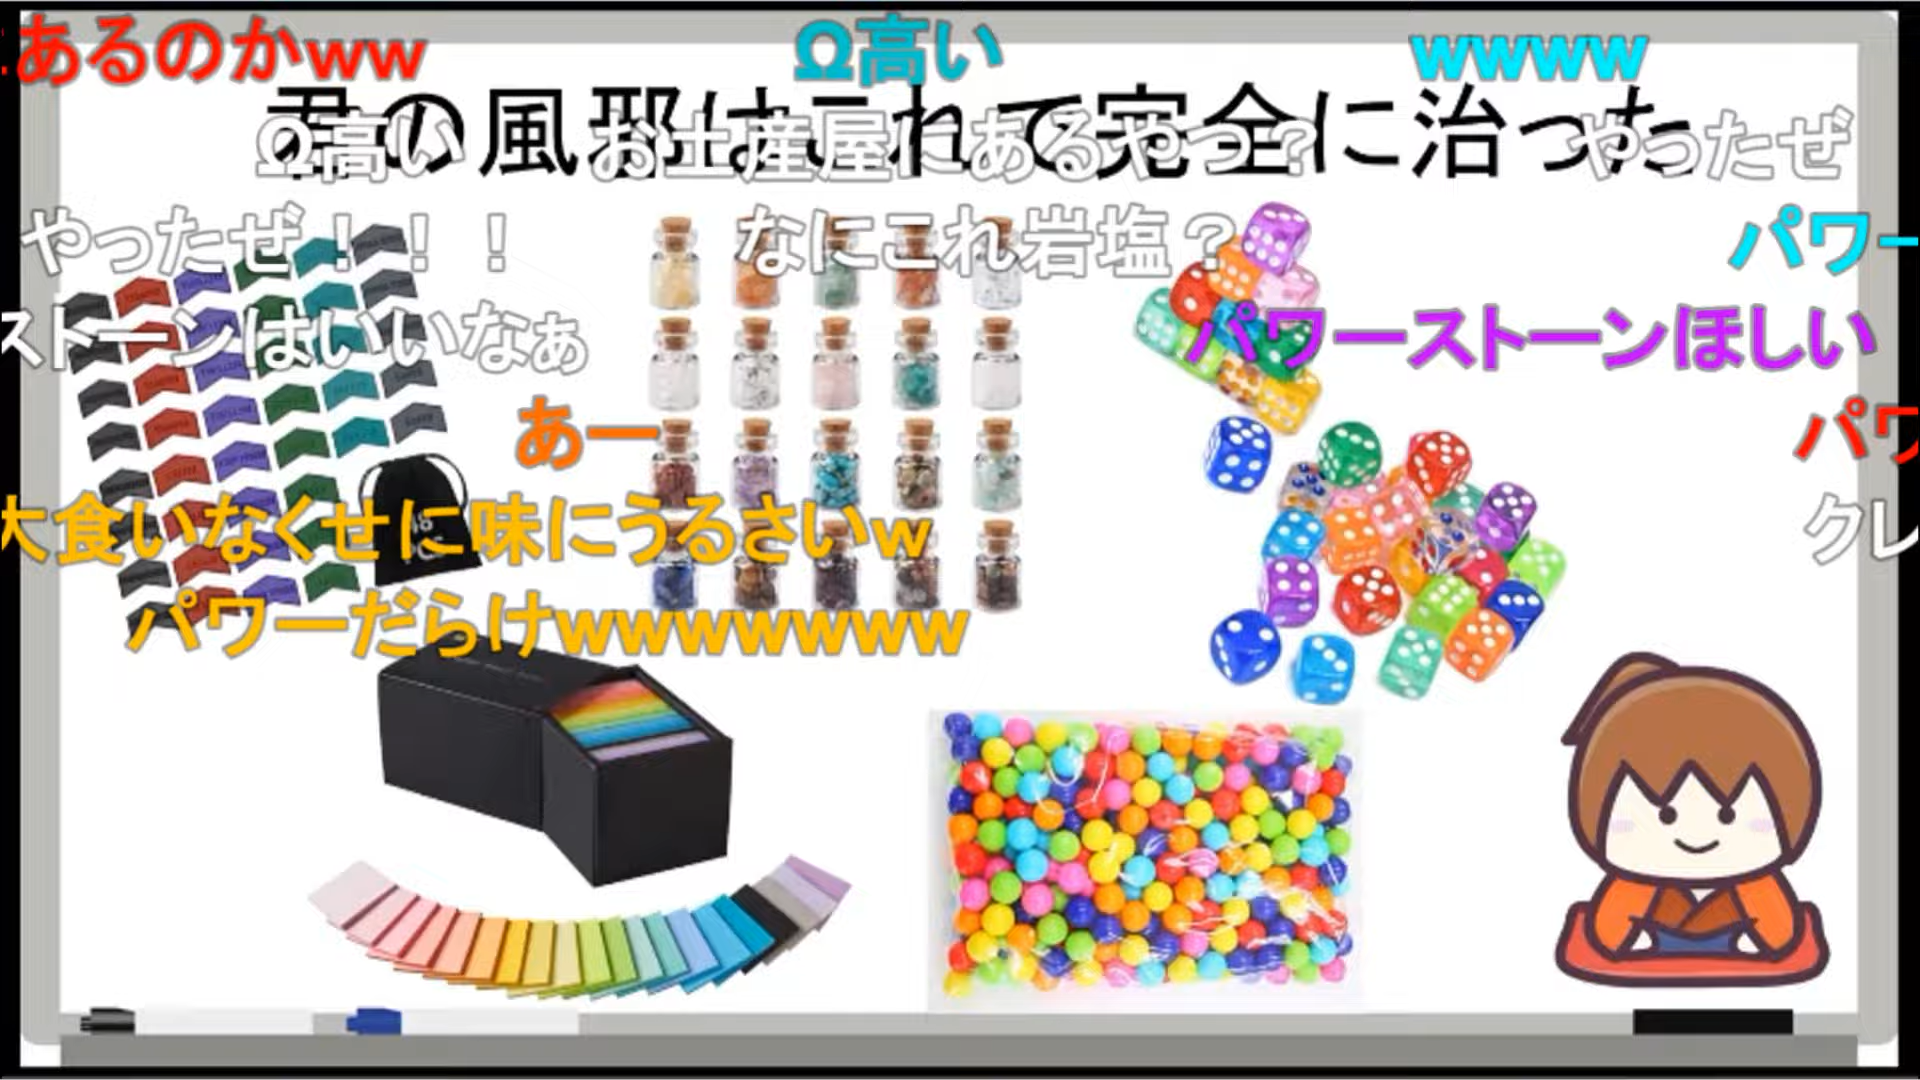 あるのかww
Ω高い
wwww
君の風邪はこれで完全に治った
Ω高い
お土産屋にあるやつ？
やったぜ
やったぜ！！！
なにこれ岩塩？
パワー
ストーンはいいなぁ
パワーストーンほしい
あー
パワ
大食いなくせに味にうるさいw
クレ
パワーだらけwwwwwwww